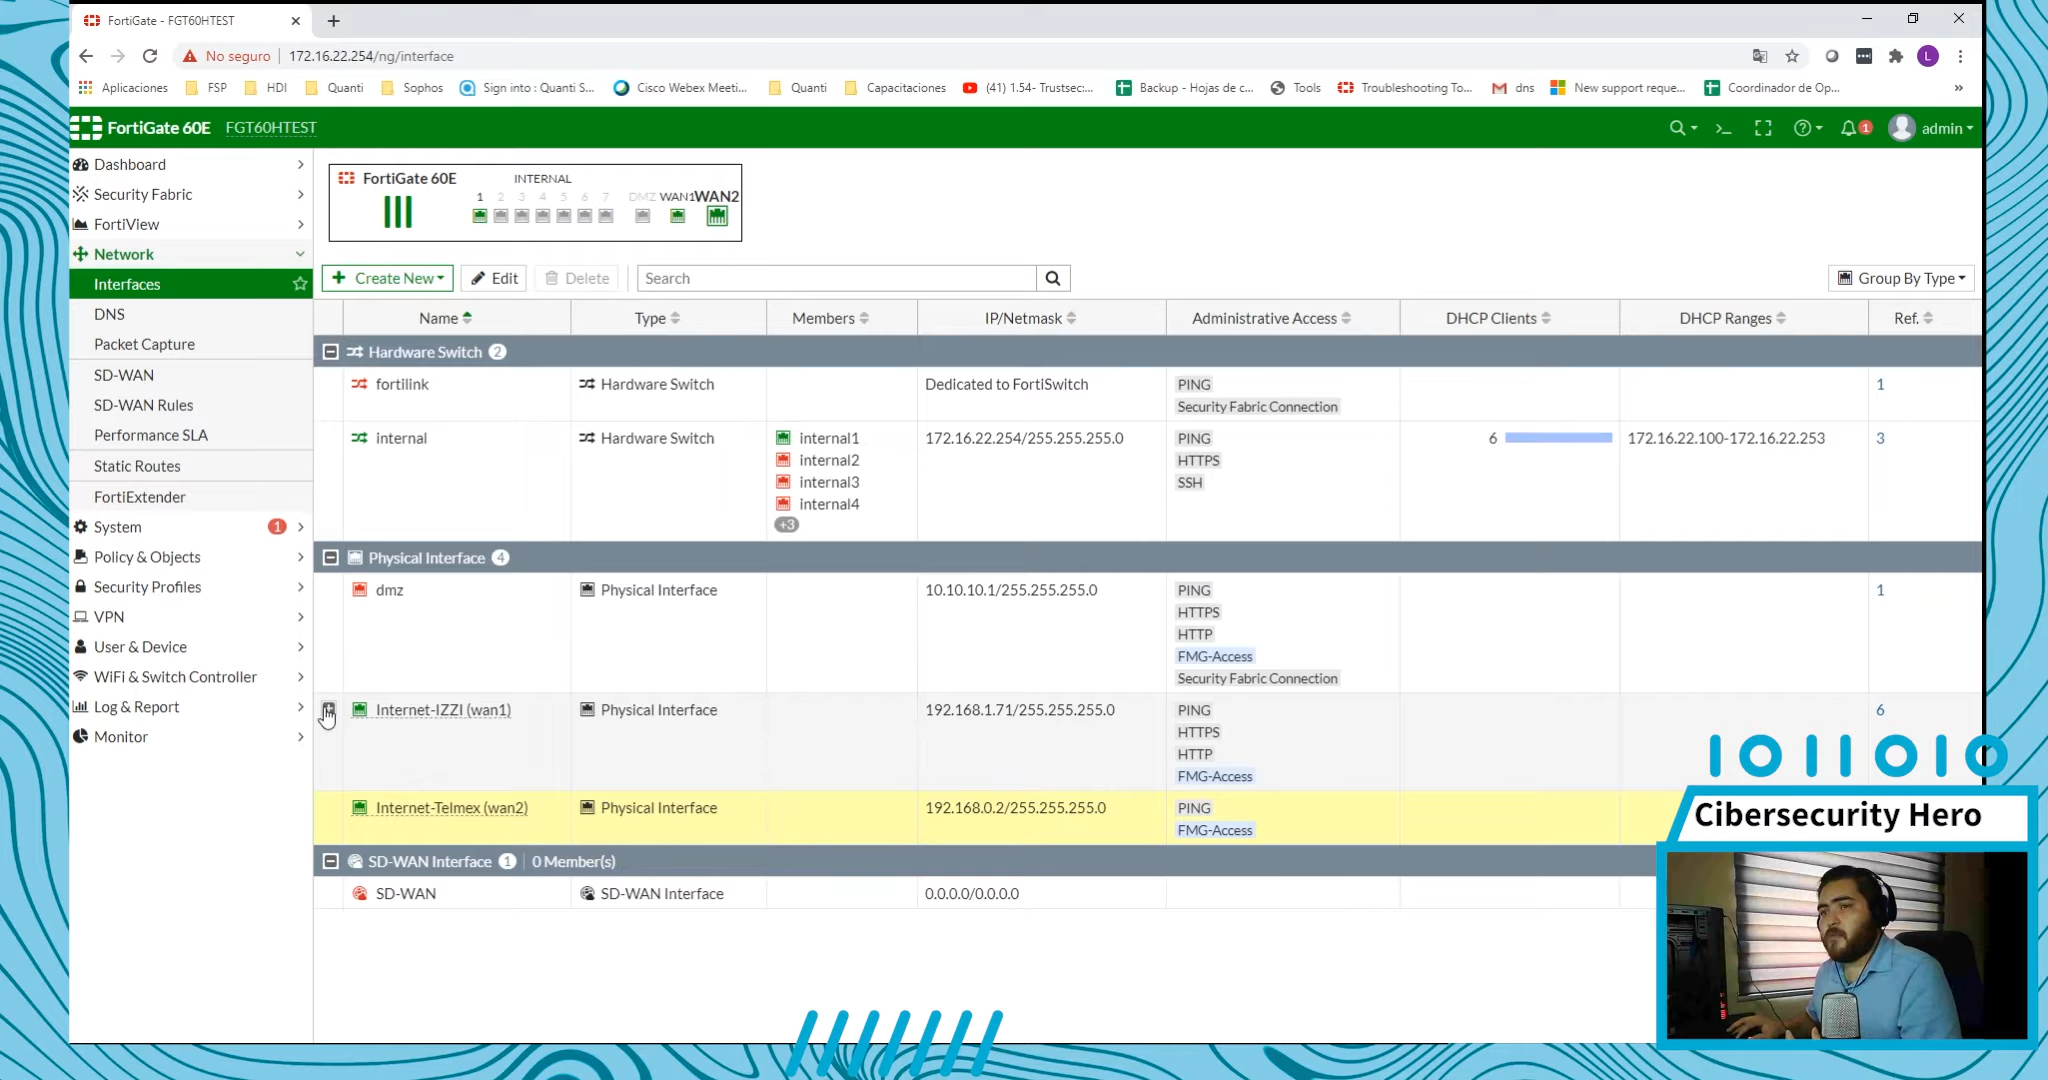 FortiGate - FGT60HTEST
No seguro
172.16.22.254/ng/interface
Aplicaciones
FSP
HDI
Quanti
Sophos
Sign into : Quanti S...
Cisco Webex Meeti...
Quanti
Capacitaciones
(41) 1.54- Trustsec:...
Backup - Hojas de c...
Tools
Troubleshooting To...
dns
New support reque...
Coordinador de Op...
»
L
FortiGate 60E
FGT60HTEST
1
admin
Dashboard
Security Fabric
FortiView
Network
Interfaces
DNS
Packet Capture
SD-WAN
SD-WAN Rules
Performance SLA
Static Routes
FortiExtender
System 1
Policy & Objects
Security Profiles
VPN
User & Device
WiFi & Switch Controller
Log & Report
Monitor
FortiGate 60E
INTERNAL
1 2 3 4 5 6 7 DMZ WAN1 WAN2
Create New
Edit
Delete
Search
Group By Type
Name Type Members IP/Netmask Administrative Access DHCP Clients DHCP Ranges Ref.
Hardware Switch 2
fortilink Hardware Switch Dedicated to FortiSwitch PING 1
Security Fabric Connection
internal Hardware Switch internal1 172.16.22.254/255.255.255.0 PING 6 172.16.22.100-172.16.22.253 3
internal2 HTTPS
internal3 SSH
internal4
+3
Physical Interface 4
dmz Physical Interface 10.10.10.1/255.255.255.0 PING 1
HTTPS
HTTP
FMG-Access
Security Fabric Connection
Internet-IZZI (wan1) Physical Interface 192.168.1.71/255.255.255.0 PING 6
HTTPS
HTTP
FMG-Access
Internet-Telmex (wan2) Physical Interface 192.168.0.2/255.255.255.0 PING
FMG-Access
SD-WAN Interface 1 0 Member(s)
SD-WAN SD-WAN Interface 0.0.0.0/0.0.0.0
1011010
Cibersecurity Hero